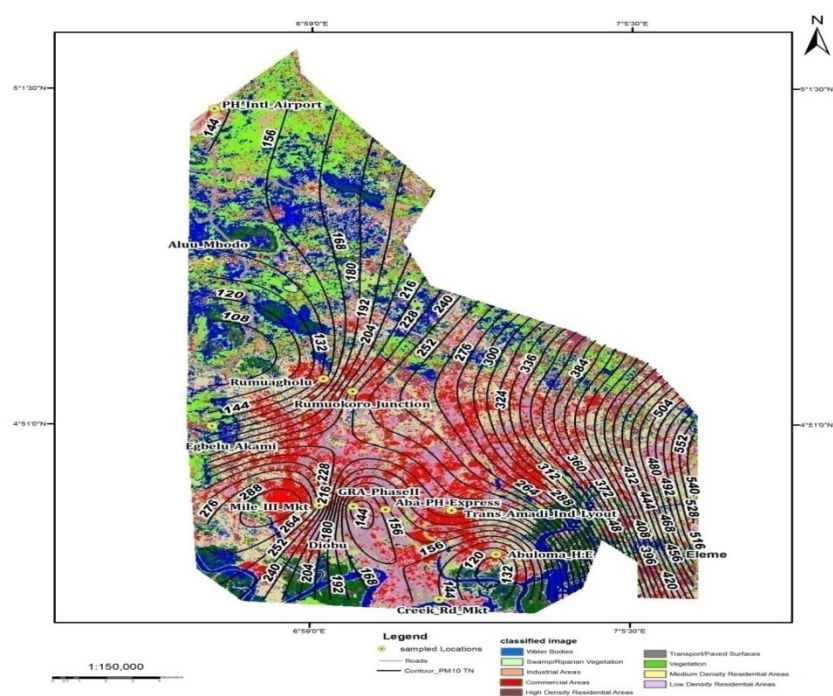 N
6°59'0"E 7°5'30"E
5°1'30"N 5°1'30"N
PH_Intl_Airport
144
156
Aluu_Mbodo
168
180
120
216
192
108
228
240
204
132
252
276
300
336
384
Rumuagholu
324
Rumuokoro_Junction
144
504
4°51'0"N 4°51'0"N
552
Egbelu_Akami
228
360
432
480
540
276
288
216
GRA_PhaseII
312
492
Mile_III_Mkt
Aba_PH_Express
264
288
372
444
528
144
Trans_Amadi_Ind_Lyout
264
180
156
468
516
252
Diobu
408
156
240
120
Abuloma_H.E.
396
456
Eleme
204
168
132
192
420
144
Creek_Rd_Mkt
6°59'0"E 7°5'30"E
Legend
sampled Locations
Roads
Contour_PM10 TN
classified image
Water Bodies
Swamp/Riparian Vegetation
Industrial Areas
Commercial Areas
High Density Residential Areas
Transport/Paved Surfaces
Vegetation
Medium Density Residential Areas
Low Density Residential Areas
1:150,000